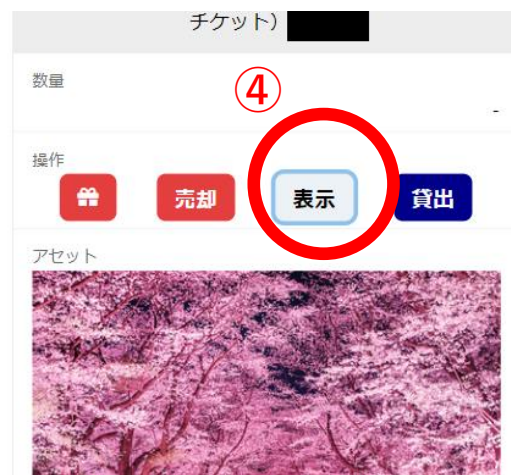 チケット）
数量
④
-
操作
売却 表示 貸出
アセット